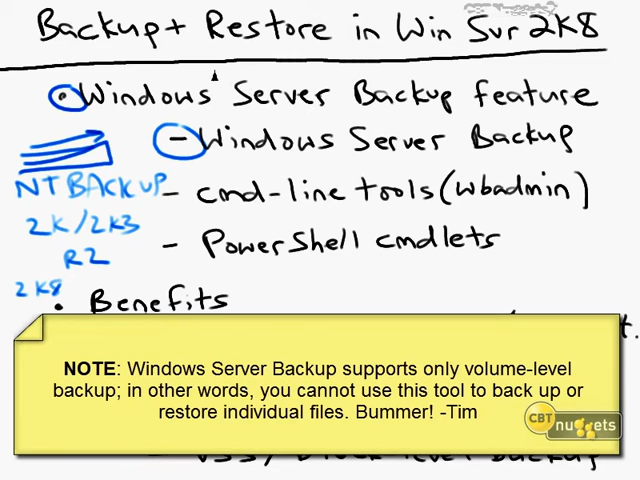 Backup + Restore in Win Svr 2K8
• Windows Server Backup feature
- Windows Server Backup
NT BACKUP
- cmd-line tools (wbadmin)
2K/2K3
R2
- PowerShell cmdlets
2K8
• Benefits
t.
NOTE: Windows Server Backup supports only volume-level
backup; in other words, you cannot use this tool to back up or
restore individual files. Bummer! -Tim
CBT nuggets